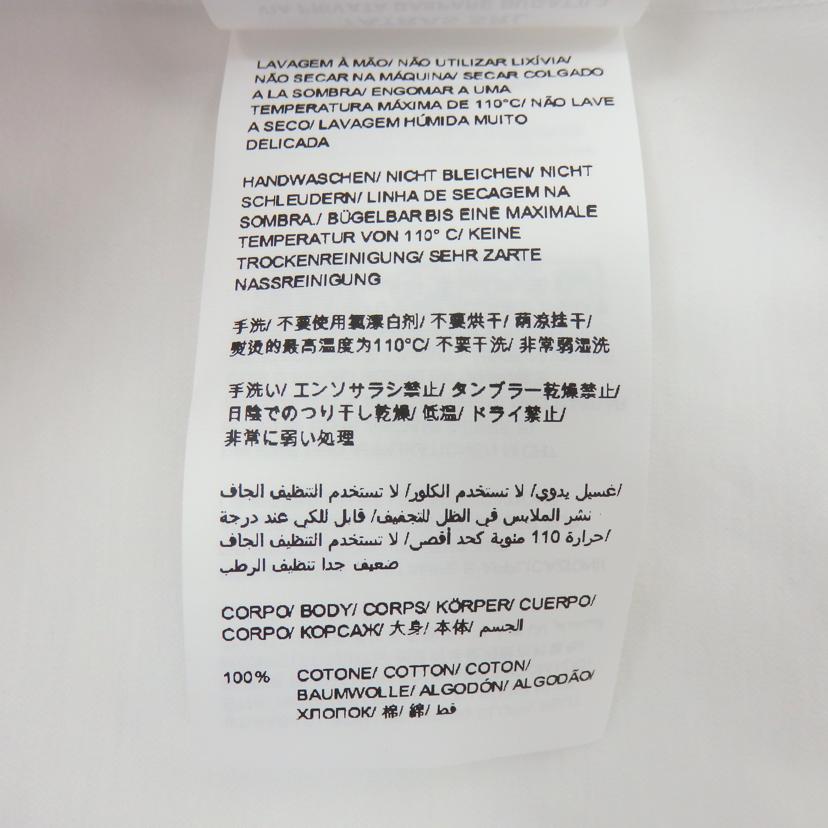 LAVAGEM À MÃO/ NÃO UTILIZAR LIXÍVIA/
NÃO SECAR NA MÁQUINA/ SECAR COLGADO
A LA SOMBRA/ ENGOMAR A UMA
TEMPERATURA MÁXIMA DE 110°C/ NÃO LAVE
A SECO/ LAVAGEM HÚMIDA MUITO
DELICADA
HANDWASCHEN/ NICHT BLEICHEN/ NICHT
SCHLEUDERN/ LINHA DE SECAGEM NA
SOMBRA./ BÜGELBAR BIS EINE MAXIMALE
TEMPERATUR VON 110° C/ KEINE
TROCKENREINIGUNG/ SEHR ZARTE
NASSREINIGUNG
手洗/ 不要使用氯漂白剂/ 不要烘干/ 荫凉挂干/
熨烫的最高温度为110°C/ 不要干洗/ 非常弱湿洗
手洗い/ エンソサラシ禁止/ タンブラー乾燥禁止/
日陰でのつり干し乾燥/ 低温/ ドライ禁止/
非常に弱い処理
غسيل يدوي/ لا تستخدم الكلور/ لا تستخدم التنظيف الجاف/
نشر الملابس في الظل للتجفيف/ قابل للكي عند درجة
حرارة 110 مئوية كحد أقصى/ لا تستخدم التنظيف الجاف/
ضعيف جدا تنظيف الرطب
CORPO/ BODY/ CORPS/ KÖRPER/ CUERPO/
CORPO/ КОРСАЖ/ 大身/ 本体/ الجسم
100% COTONE/ COTTON/ COTON/
BAUMWOLLE/ ALGODÓN/ ALGODÃO/
ХЛОПОК/ 棉/ 綿/ قط